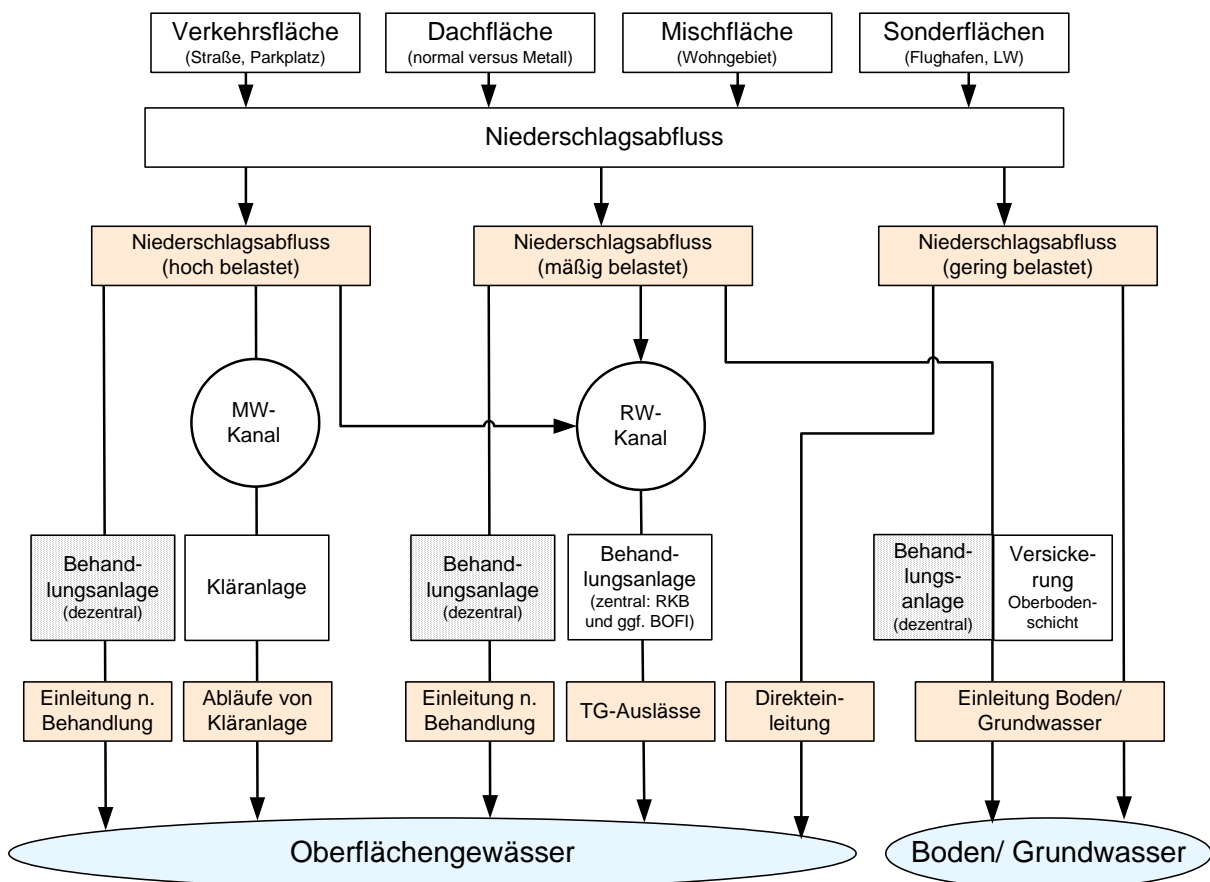 Verkehrsfläche
(Straße, Parkplatz)
Dachfläche
(normal versus Metall)
Mischfläche
(Wohngebiet)
Sonderflächen
(Flughafen, LW)
Niederschlagsabfluss
Niederschlagsabfluss
(hoch belastet)
Niederschlagsabfluss
(mäßig belastet)
Niederschlagsabfluss
(gering belastet)
MW-
Kanal
RW-
Kanal
Behand-
lungsanlage
(dezentral)
Kläranlage
Behand-
lungsanlage
(dezentral)
Behand-
lungsanlage
(zentral: RKB
und ggf. BOFI)
Behand-
lungs-
anlage
(dezentral)
Versicke-
rung
Oberboden-
schicht
Einleitung n.
Behandlung
Abläufe von
Kläranlage
Einleitung n.
Behandlung
TG-Auslässe
Direktein-
leitung
Einleitung Boden/
Grundwasser
Oberflächengewässer
Boden/ Grundwasser